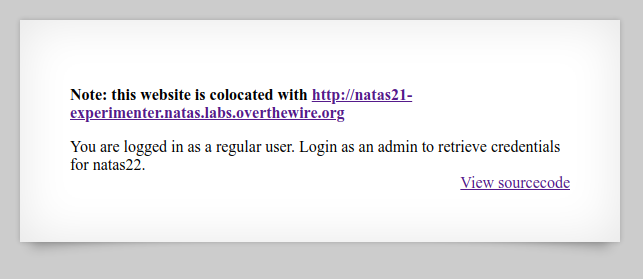 Note: this website is colocated with http://natas21-
experimenter.natas.labs.overthewire.org
You are logged in as a regular user. Login as an admin to retrieve credentials
for natas22.
View sourcecode